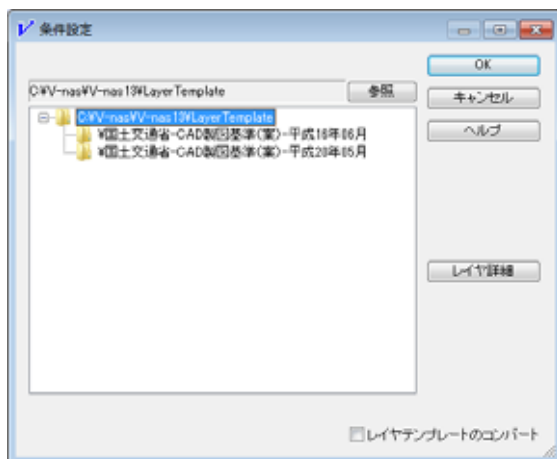 条件設定
OK
C:¥V-nas¥V-nas13¥LayerTemplate
参照
キャンセル
C:¥V-nas¥V-nas13¥LayerTemplate
ヘルプ
¥国土交通省-CAD製図基準(案)-平成16年06月
¥国土交通省-CAD製図基準(案)-平成20年05月
レイヤ詳細
レイヤテンプレートのコンバート